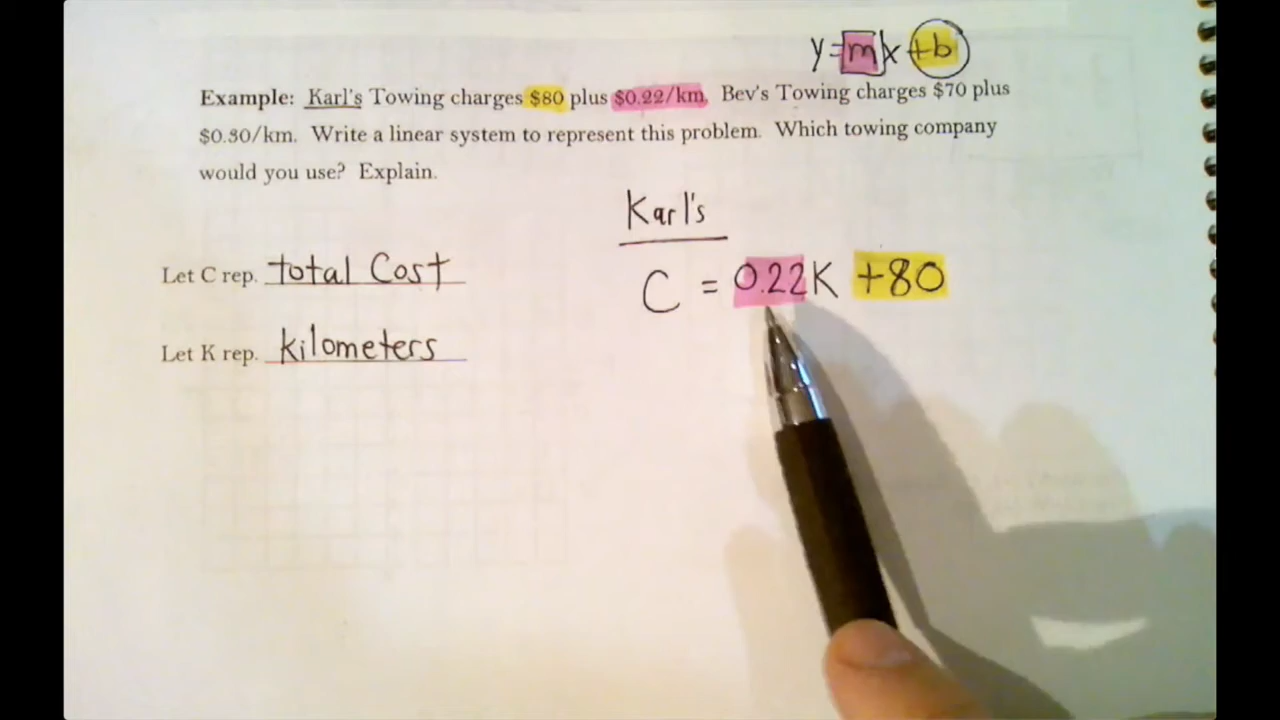 y=mx+b
Example: Karl's Towing charges $80 plus $0.22/km. Bev's Towing charges $70 plus
$0.30/km. Write a linear system to represent this problem. Which towing company
would you use? Explain.
Karl's
Let C rep. total Cost
C = 0.22K +80
Let K rep. kilometers